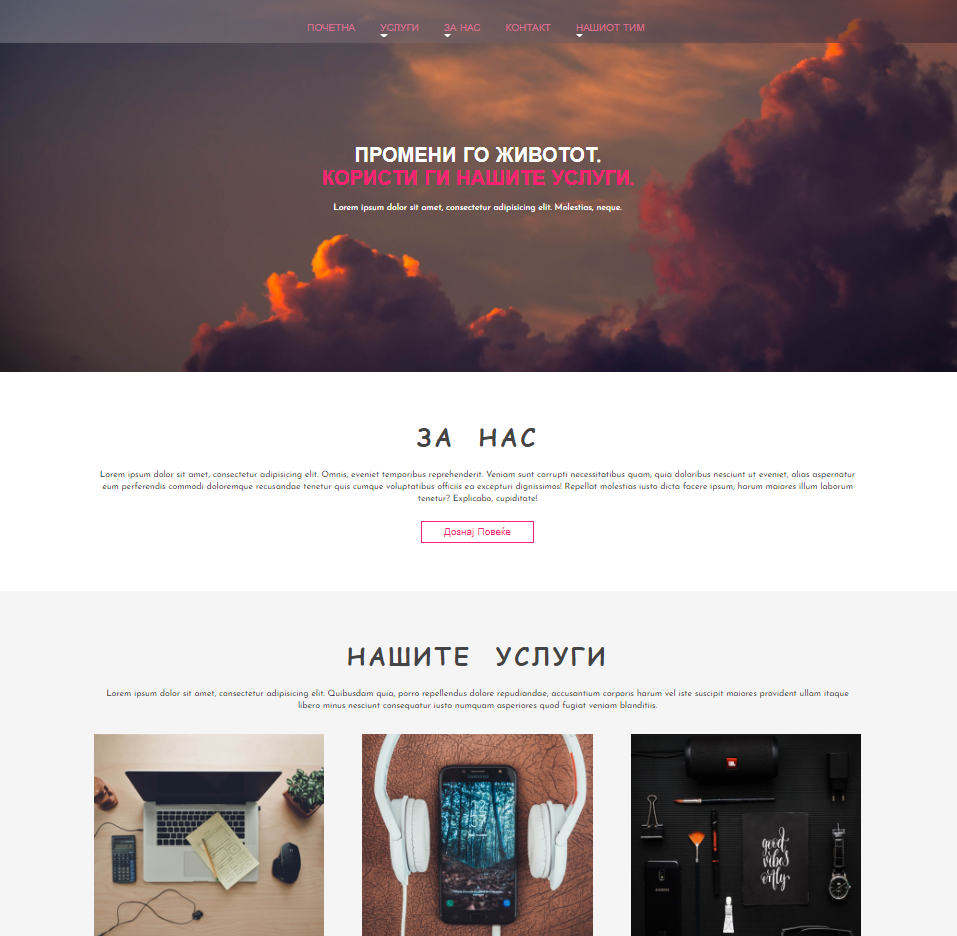 ПОЧЕТНА УСЛУГИ ЗА НАС КОНТАКТ НАШИОТ ТИМ
ПРОМЕНИ ГО ЖИВОТОТ.
КОРИСТИ ГИ НАШИТЕ УСЛУГИ.
Lorem ipsum dolor sit amet, consectetur adipisicing elit. Molestias, neque.
ЗА НАС
Lorem ipsum dolor sit amet, consectetur adipisicing elit. Omnis, eveniet temporibus reprehenderit. Veniam sunt corrupti necessitatibus quam, quia doloribus nesciunt ut eveniet, alias aspernatur
eum perferendis commodi doloremque recusandae tenetur quis cumque voluptatibus officiis ea excepturi dignissimos! Repellat molestias iusto dicta facere ipsum, harum maiores illum laborum
tenetur? Explicabo, cupiditate!
Дознај Повеќе
НАШИТЕ УСЛУГИ
Lorem ipsum dolor sit amet, consectetur adipisicing elit. Quibusdam quia, porro repellendus dolore repudiandae, accusantium corporis harum vel iste suscipit maiores provident ullam itaque
libero minus nesciunt consequatur iusto numquam asperiores quod fugiat veniam blanditiis.
SAMSUNG
JBL
good
vibes
only
SAMSUNG